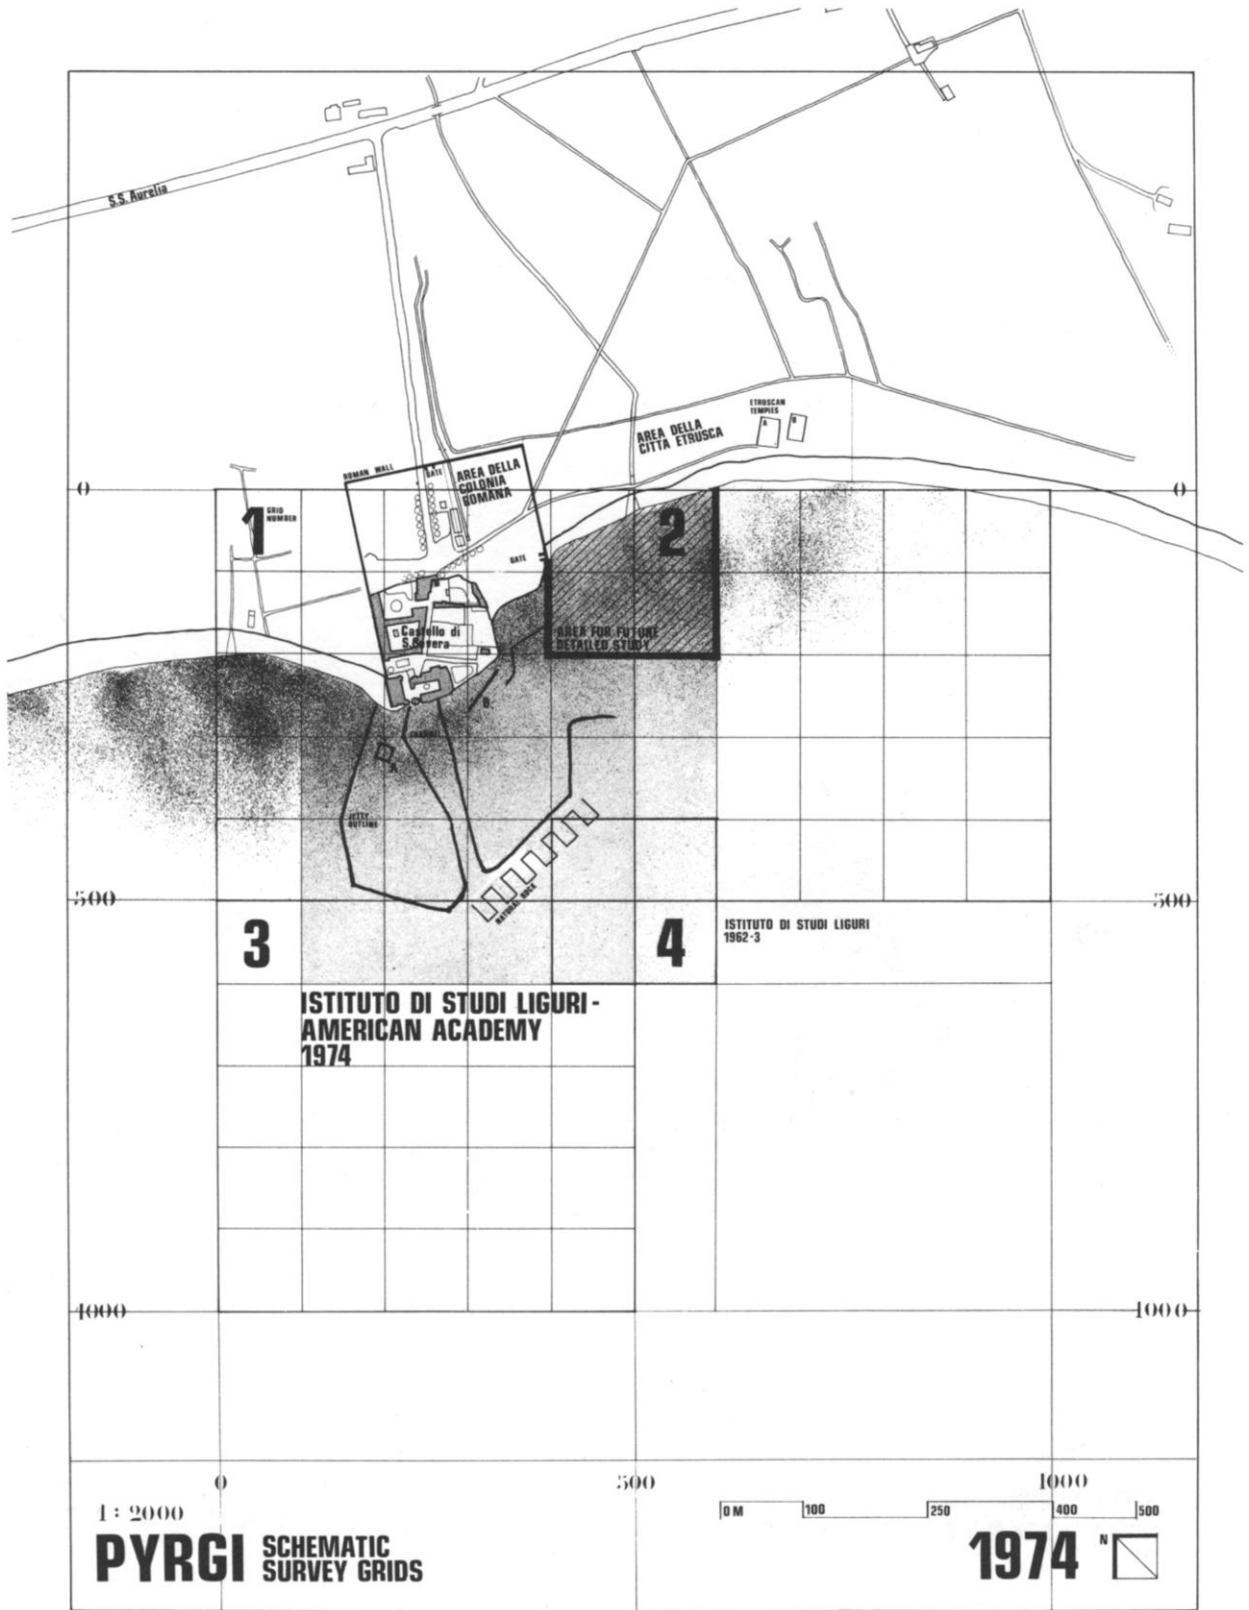 S.S. Aurelia
ETRUSCAN
TEMPLES
A
B
AREA DELLA
CITTA ETRUSCA
ROMAN WALL
GATE
AREA DELLA
COLONIA
ROMANA
0
0
1
GRID
NUMBER
2
GATE
Castello di
S. Severa
AREA FOR FUTURE
DETAILED STUDY
B
A
JETTY
OUTLINE
NATURAL ROCK
500
500
3
4
ISTITUTO DI STUDI LIGURI
1962-3
ISTITUTO DI STUDI LIGURI -
AMERICAN ACADEMY
1974
1000
1000
0
500
1000
1 : 2000
0 M
100
250
400
500
PYRGI
SCHEMATIC
SURVEY GRIDS
1974
N